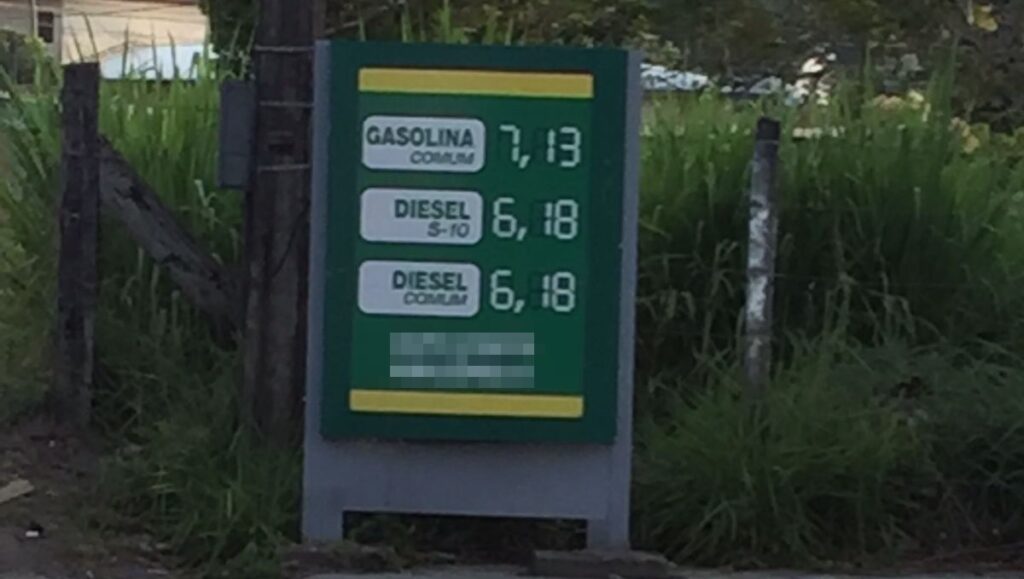 GASOLINA 7,13
COMUM
DIESEL 6,18
S-10
DIESEL 6,18
COMUM